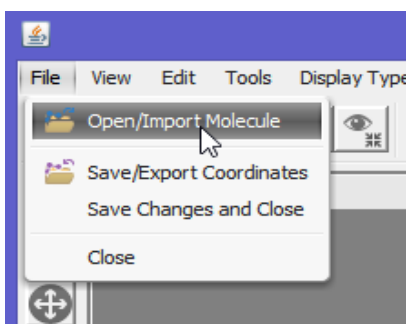 File View Edit Tools Display Type
Open/Import Molecule
Save/Export Coordinates
Save Changes and Close
Close